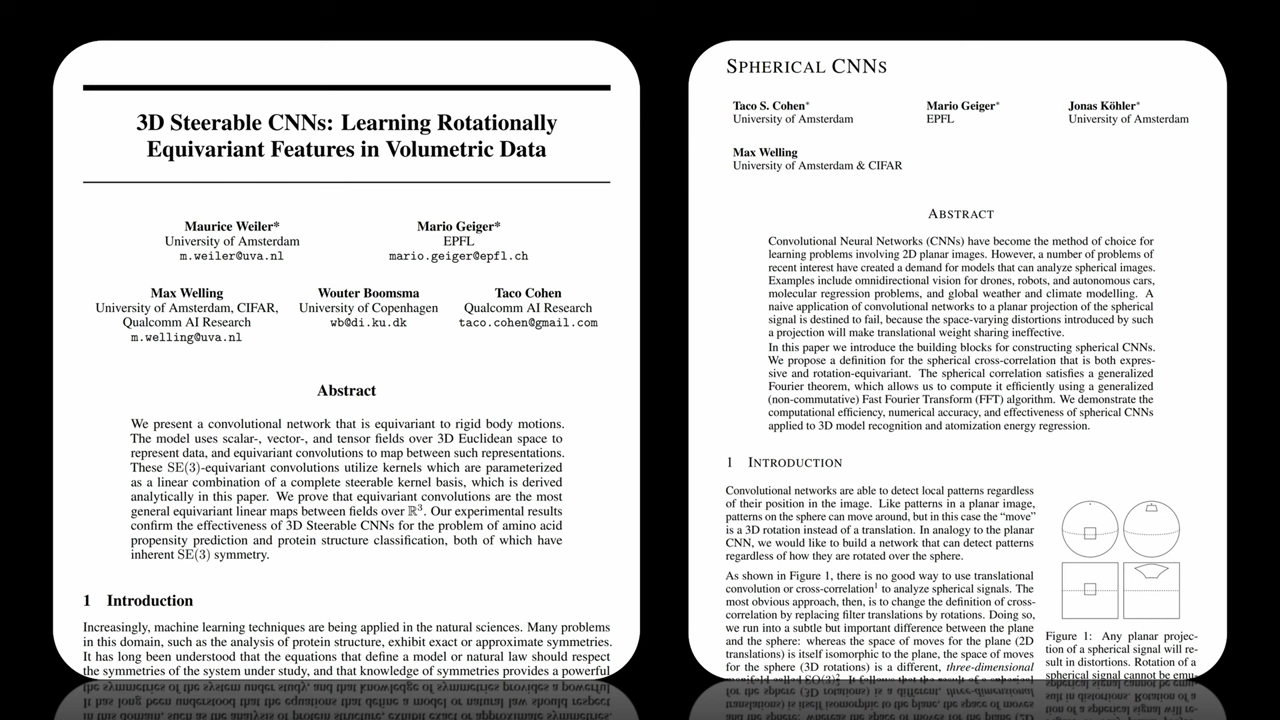 3D Steerable CNNs: Learning Rotationally
Equivariant Features in Volumetric Data
Maurice Weiler* Mario Geiger*
University of Amsterdam EPFL
m.weiler@uva.nl mario.geiger@epfl.ch
Max Welling Wouter Boomsma Taco Cohen
University of Amsterdam, CIFAR, University of Copenhagen Qualcomm AI Research
Qualcomm AI Research wb@di.ku.dk taco.cohen@gmail.com
m.welling@uva.nl
Abstract
We present a convolutional network that is equivariant to rigid body motions.
The model uses scalar-, vector-, and tensor fields over 3D Euclidean space to
represent data, and equivariant convolutions to map between such representations.
These SE(3)-equivariant convolutions utilize kernels which are parameterized
as a linear combination of a complete steerable kernel basis, which is derived
analytically in this paper. We prove that equivariant convolutions are the most
general equivariant linear maps between fields over ℝ³. Our experimental results
confirm the effectiveness of 3D Steerable CNNs for the problem of amino acid
propensity prediction and protein structure classification, both of which have
inherent SE(3) symmetry.
1 Introduction
Increasingly, machine learning techniques are being applied in the natural sciences. Many problems
in this domain, such as the analysis of protein structure, exhibit exact or approximate symmetries.
It has long been understood that the equations that define a model or natural law should respect
the symmetries of the system under study, and that knowledge of symmetries provides a powerful
SPHERICAL CNNS
Taco S. Cohen* Mario Geiger* Jonas Köhler*
University of Amsterdam EPFL University of Amsterdam
Max Welling
University of Amsterdam & CIFAR
ABSTRACT
Convolutional Neural Networks (CNNs) have become the method of choice for
learning problems involving 2D planar images. However, a number of problems of
recent interest have created a demand for models that can analyze spherical images.
Examples include omnidirectional vision for drones, robots, and autonomous cars,
molecular regression problems, and global weather and climate modelling. A
naive application of convolutional networks to a planar projection of the spherical
signal is destined to fail, because the space-varying distortions introduced by such
a projection will make translational weight sharing ineffective.
In this paper we introduce the building blocks for constructing spherical CNNs.
We propose a definition for the spherical cross-correlation that is both expres-
sive and rotation-equivariant. The spherical correlation satisfies a generalized
Fourier theorem, which allows us to compute it efficiently using a generalized
(non-commutative) Fast Fourier Transform (FFT) algorithm. We demonstrate the
computational efficiency, numerical accuracy, and effectiveness of spherical CNNs
applied to 3D model recognition and atomization energy regression.
1 INTRODUCTION
Convolutional networks are able to detect local patterns regardless
of their position in the image. Like patterns in a planar image,
patterns on the sphere can move around, but in this case the “move”
is a 3D rotation instead of a translation. In analogy to the planar
CNN, we would like to build a network that can detect patterns
regardless of how they are rotated over the sphere.
As shown in Figure 1, there is no good way to use translational
convolution or cross-correlation¹ to analyze spherical signals. The
most obvious approach, then, is to change the definition of cross-
correlation by replacing filter translations by rotations. Doing so,
we run into a subtle but important difference between the plane
and the sphere: whereas the space of moves for the plane (2D
translations) is itself isomorphic to the plane, the space of moves
for the sphere (3D rotations) is a different, three-dimensional
Figure 1: Any planar projec-
tion of a spherical signal will re-
sult in distortions. Rotation of a
spherical signal cannot be emu-